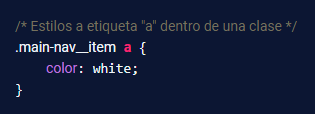 /* Estilos a etiqueta "a" dentro de una clase */
.main-nav__item a {
    color: white;
}